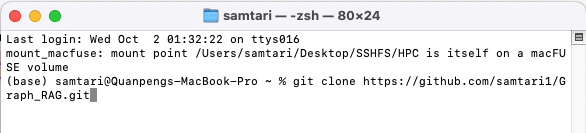 samtari — -zsh — 80×24
Last login: Wed Oct  2 01:32:22 on ttys016
mount_macfuse: mount point /Users/samtari/Desktop/SSHFS/HPC is itself on a macFU
SE volume
(base) samtari@Quanpengs-MacBook-Pro ~ % git clone https://github.com/samtari1/G
raph_RAG.git